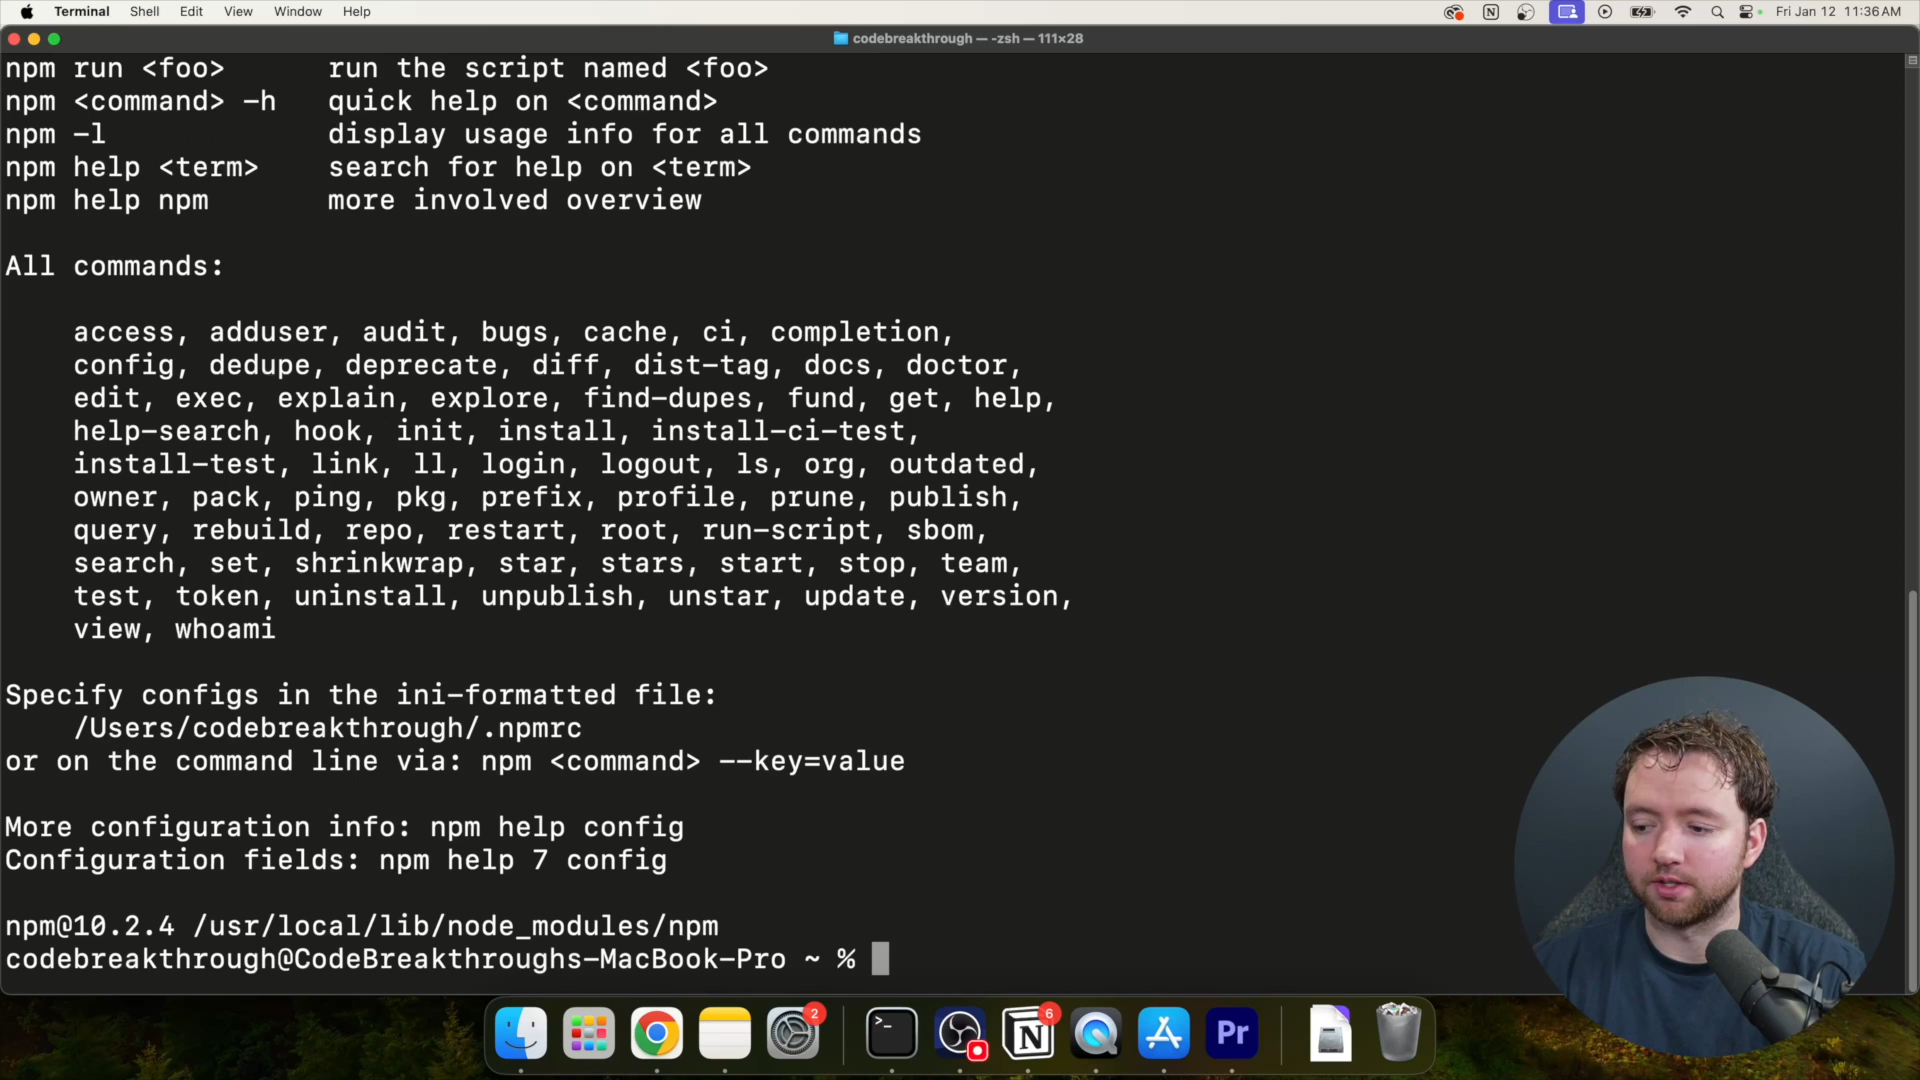 Terminal Shell Edit View Window Help Fri Jan 12 11:36 AM
codebreakthrough — -zsh — 111×28
npm run <foo> run the script named <foo>
npm <command> -h quick help on <command>
npm -l display usage info for all commands
npm help <term> search for help on <term>
npm help npm more involved overview
All commands:
access, adduser, audit, bugs, cache, ci, completion,
config, dedupe, deprecate, diff, dist-tag, docs, doctor,
edit, exec, explain, explore, find-dupes, fund, get, help,
help-search, hook, init, install, install-ci-test,
install-test, link, ll, login, logout, ls, org, outdated,
owner, pack, ping, pkg, prefix, profile, prune, publish,
query, rebuild, repo, restart, root, run-script, sbom,
search, set, shrinkwrap, star, stars, start, stop, team,
test, token, uninstall, unpublish, unstar, update, version,
view, whoami
Specify configs in the ini-formatted file:
/Users/codebreakthrough/.npmrc
or on the command line via: npm <command> --key=value
More configuration info: npm help config
Configuration fields: npm help 7 config
npm@10.2.4 /usr/local/lib/node_modules/npm
codebreakthrough@CodeBreakthroughs-MacBook-Pro ~ %
2 >- N 6 Pr